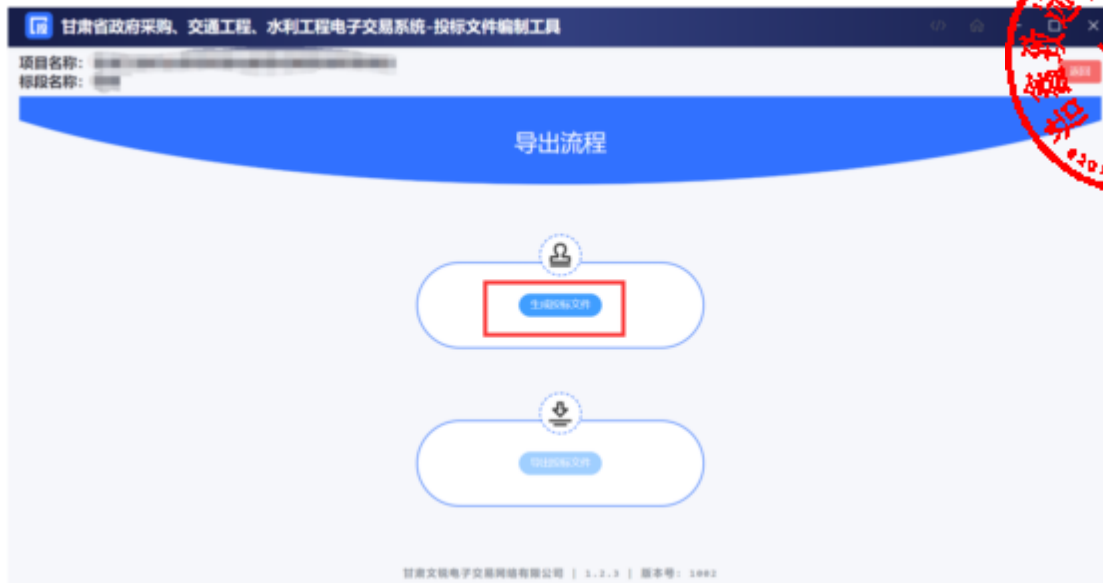 甘肃省政府采购、交通工程、水利工程电子交易系统-投标文件编制工具
项目名称：
标段名称：
返回
导出流程
生成投标文件
导出投标文件
甘肃文锐电子交易网络有限公司 | 1.2.3 | 版本号: 1002